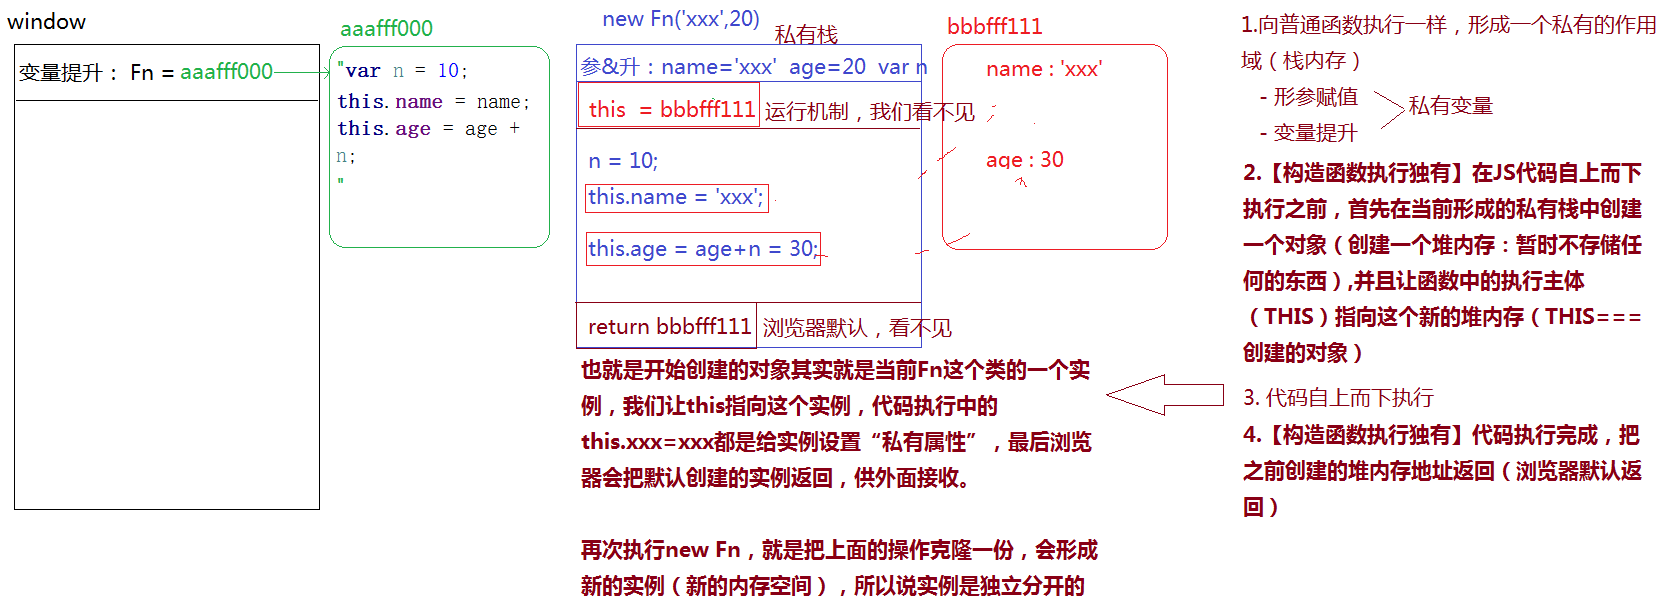 window
变量提升： Fn = aaafff000
aaafff000
"var n = 10;
this.name = name;
this.age = age +
n;
"
new Fn('xxx',20)
私有栈
参&升：name='xxx' age=20 var n
this = bbbfff111 运行机制，我们看不见
n = 10;
this.name = 'xxx';
this.age = age+n = 30;
return bbbfff111 浏览器默认，看不见
bbbfff111
name : 'xxx'
age : 30
也就是开始创建的对象其实就是当前Fn这个类的一个实
例，我们让this指向这个实例，代码执行中的
this.xxx=xxx都是给实例设置“私有属性”，最后浏览
器会把默认创建的实例返回，供外面接收。
再次执行new Fn，就是把上面的操作克隆一份，会形成
新的实例（新的内存空间），所以说实例是独立分开的
1.向普通函数执行一样，形成一个私有的作用
域（栈内存）
- 形参赋值
- 变量提升
私有变量
2.【构造函数执行独有】在JS代码自上而下
执行之前，首先在当前形成的私有栈中创建
一个对象（创建一个堆内存：暂时不存储任
何的东西）,并且让函数中的执行主体
（THIS）指向这个新的堆内存（THIS===
创建的对象）
3. 代码自上而下执行
4.【构造函数执行独有】代码执行完成，把
之前创建的堆内存地址返回（浏览器默认返
回）